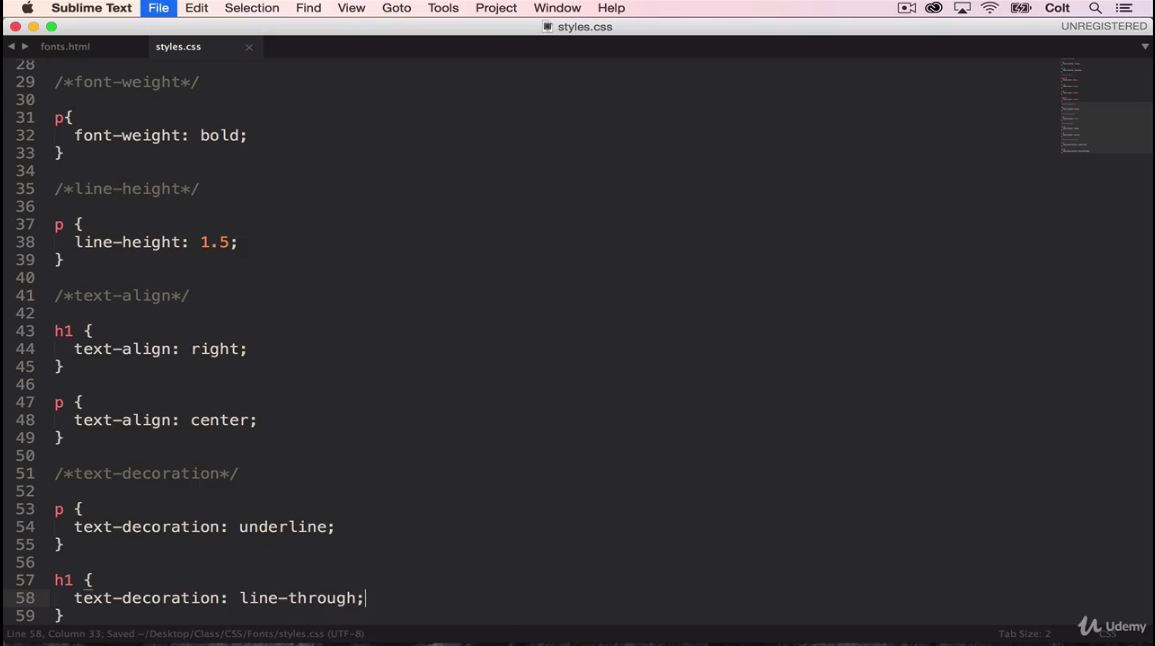 Sublime Text File Edit Selection Find View Goto Tools Project Window Help Colt
styles.css UNREGISTERED
fonts.html styles.css
28
29 /*font-weight*/
30
31 p{
32 font-weight: bold;
33 }
34
35 /*line-height*/
36
37 p {
38 line-height: 1.5;
39 }
40
41 /*text-align*/
42
43 h1 {
44 text-align: right;
45 }
46
47 p {
48 text-align: center;
49 }
50
51 /*text-decoration*/
52
53 p {
54 text-decoration: underline;
55 }
56
57 h1 {
58 text-decoration: line-through;
59 }
Line 58, Column 33; Saved ~/Desktop/Class/CSS/Fonts/styles.css (UTF-8) Tab Size: 2 CSS
Udemy